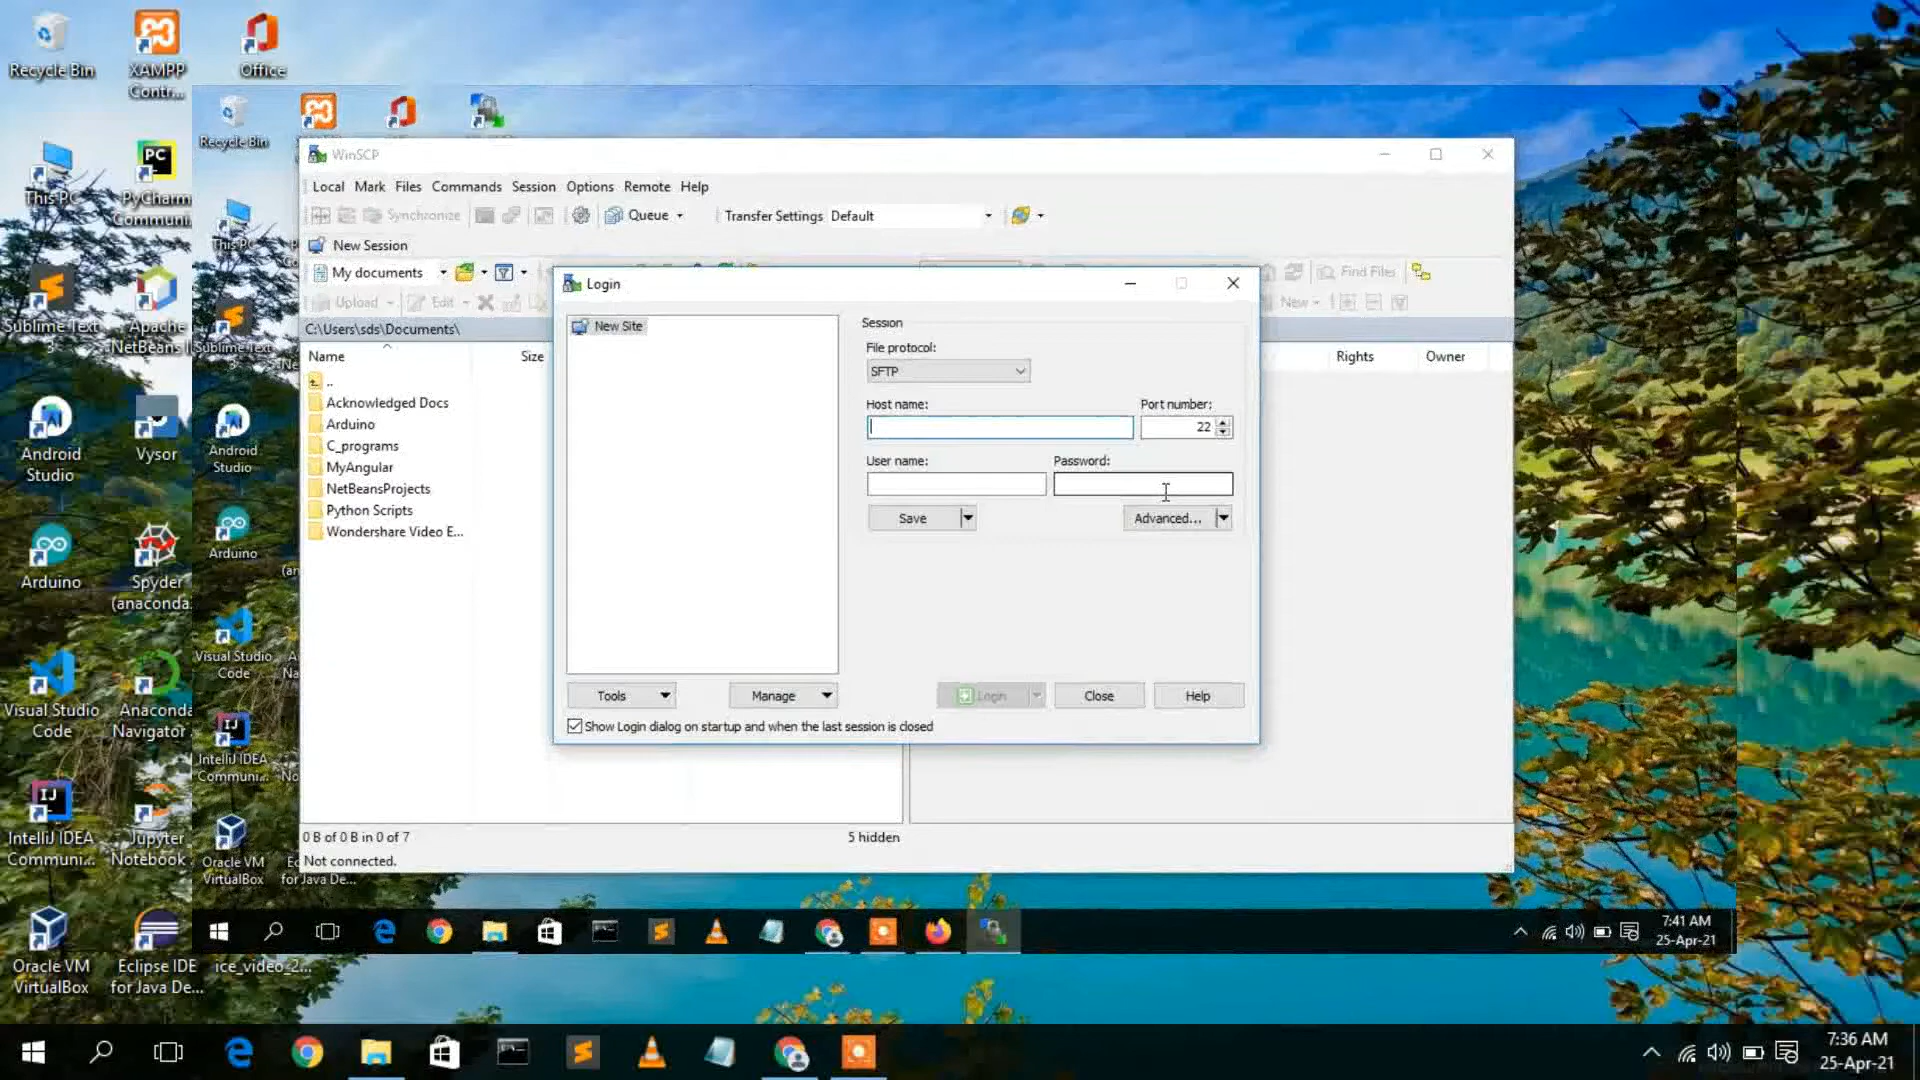 Recycle Bin
XAMPP
Contr...
Office
Recycle Bin
This PC
PyCharm
Communi...
This PC
Sublime Text
3
Apache
NetBeans I
Sublime Text
3
Ne
Android
Studio
Vysor
Android
Studio
Arduino
Spyder
(anaconda.
Arduino
(an
Visual Studio
Code
Anaconda
Navigator
Visual Studio
Code
A
Na
IntelliJ IDEA
Communi...
Jupyter
Notebook
IntelliJ IDEA
Communi...
No
Oracle VM
VirtualBox
Ec
for Java De...
Oracle VM
VirtualBox
Eclipse IDE
for Java De...
ice_video_2...
WinSCP
Local Mark Files Commands Session Options Remote Help
Synchronize Queue Transfer Settings Default
New Session
My documents Find Files
Upload Edit New
C:\Users\sds\Documents\
Name Size Rights Owner
..
Acknowledged Docs
Arduino
C_programs
MyAngular
NetBeansProjects
Python Scripts
Wondershare Video E...
Login
New Site
Session
File protocol:
SFTP
Host name: Port number:
22
User name: Password:
Save Advanced...
Tools Manage Login Close Help
Show Login dialog on startup and when the last session is closed
0 B of 0 B in 0 of 7 5 hidden
Not connected.
7:41 AM
25-Apr-21
7:36 AM
25-Apr-21